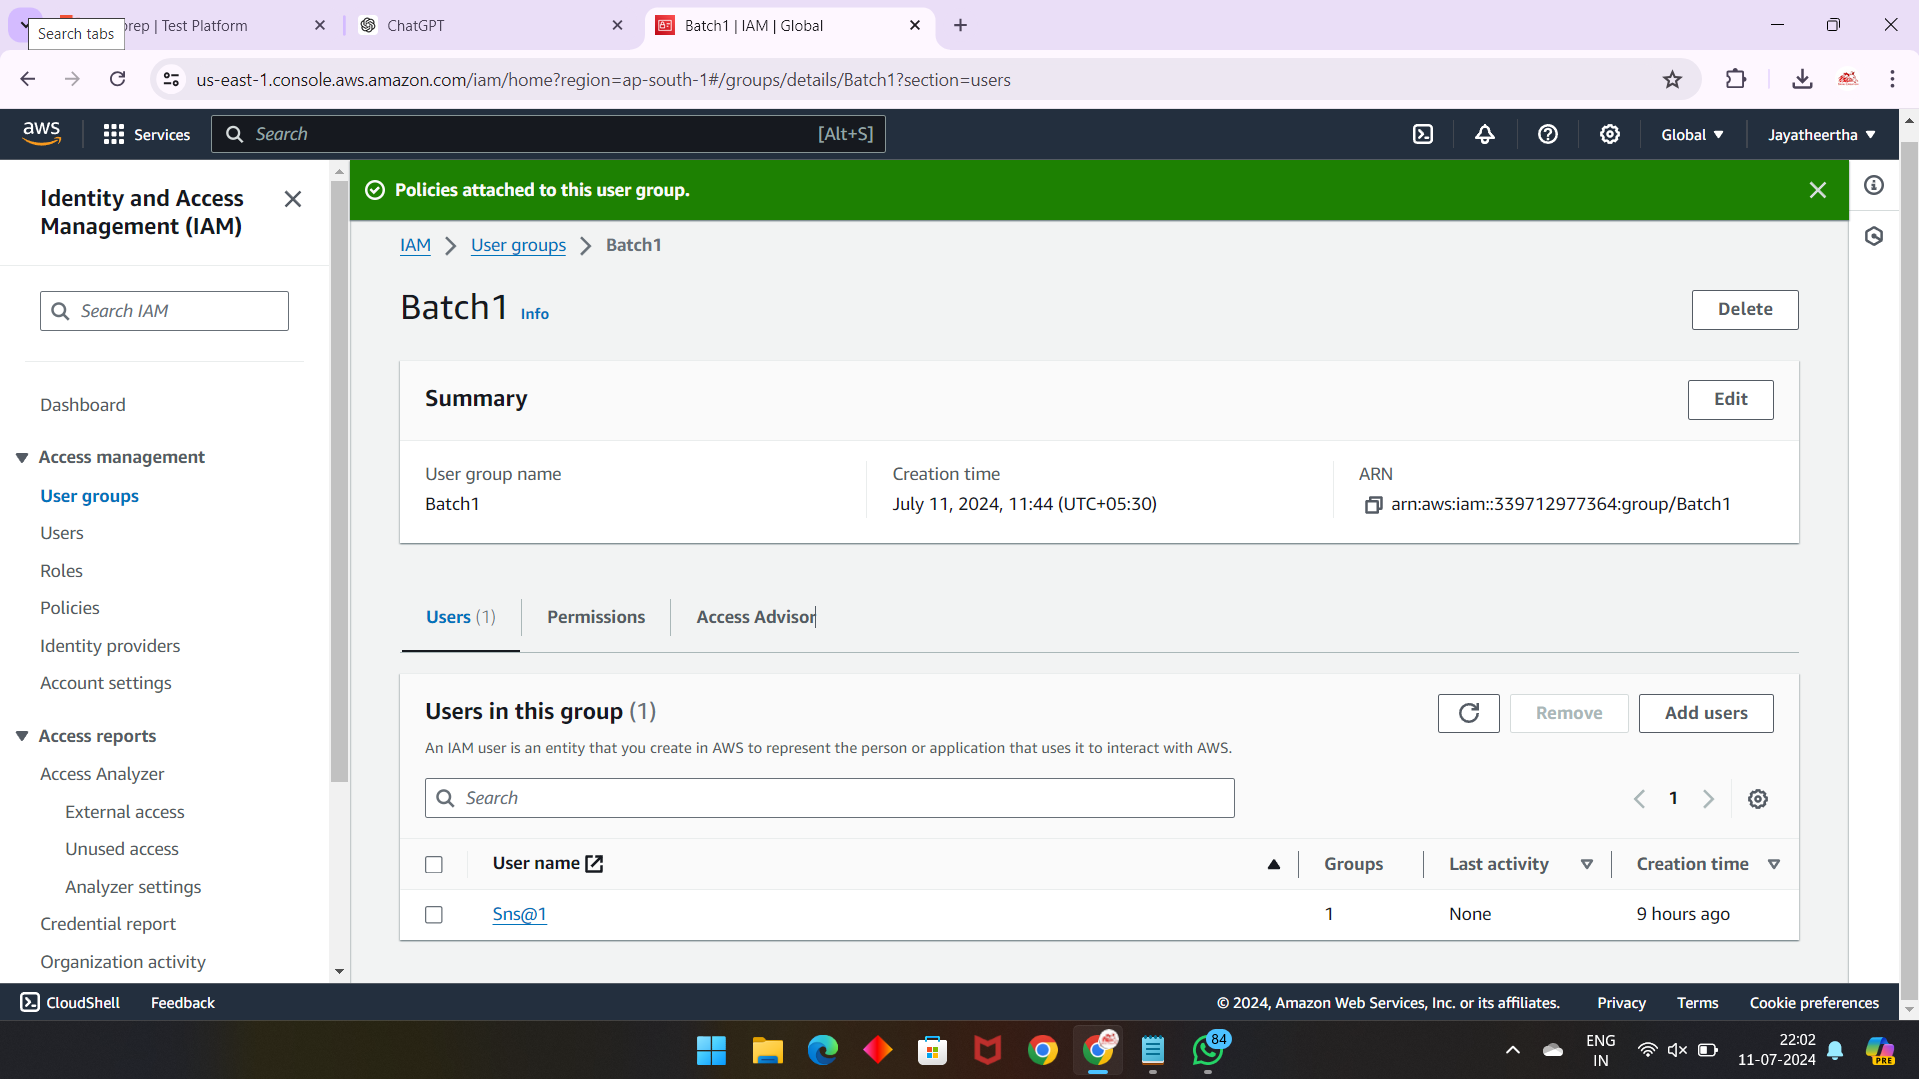 Search tabs
rep | Test Platform
ChatGPT
Batch1 | IAM | Global
us-east-1.console.aws.amazon.com/iam/home?region=ap-south-1#/groups/details/Batch1?section=users
aws
Services
Search
[Alt+S]
Global
Jayatheertha
Identity and Access
Management (IAM)
Search IAM
Dashboard
Access management
User groups
Users
Roles
Policies
Identity providers
Account settings
Access reports
Access Analyzer
External access
Unused access
Analyzer settings
Credential report
Organization activity
Policies attached to this user group.
IAM > User groups > Batch1
Batch1 Info
Delete
Summary
Edit
User group name
Batch1
Creation time
July 11, 2024, 11:44 (UTC+05:30)
ARN
arn:aws:iam::339712977364:group/Batch1
Users (1)
Permissions
Access Advisor
Users in this group (1)
Remove
Add users
An IAM user is an entity that you create in AWS to represent the person or application that uses it to interact with AWS.
Search
1
User name
Groups
Last activity
Creation time
Sns@1
1
None
9 hours ago
CloudShell
Feedback
© 2024, Amazon Web Services, Inc. or its affiliates.
Privacy
Terms
Cookie preferences
84
ENG
IN
22:02
11-07-2024
PRE